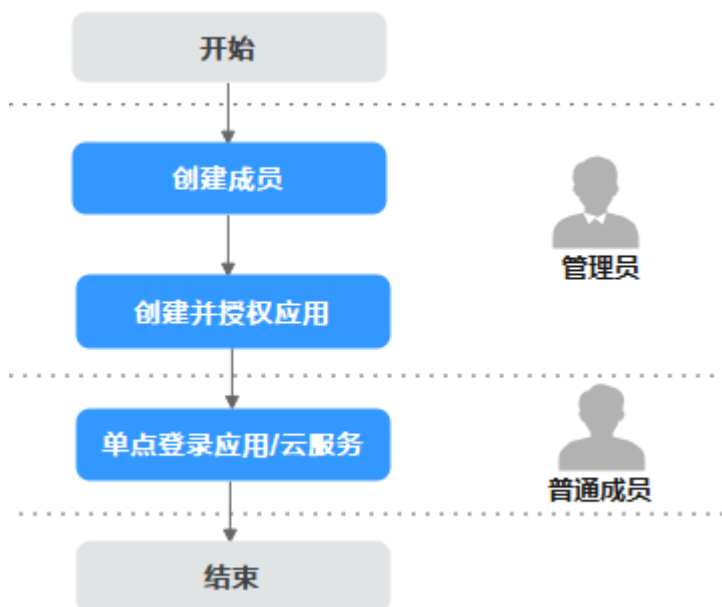 开始
创建成员
管理员
创建并授权应用
单点登录应用/云服务
普通成员
结束